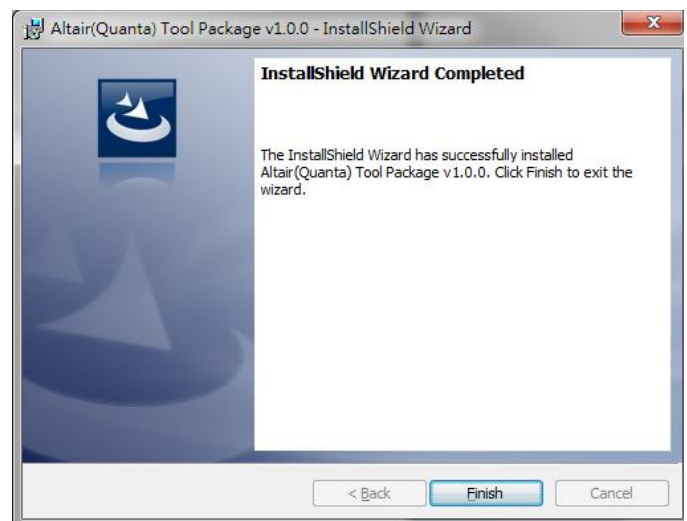 Altair(Quanta) Tool Package v1.0.0 - InstallShield Wizard
InstallShield Wizard Completed
The InstallShield Wizard has successfully installed
Altair(Quanta) Tool Package v1.0.0. Click Finish to exit the
wizard.
< Back
Finish
Cancel